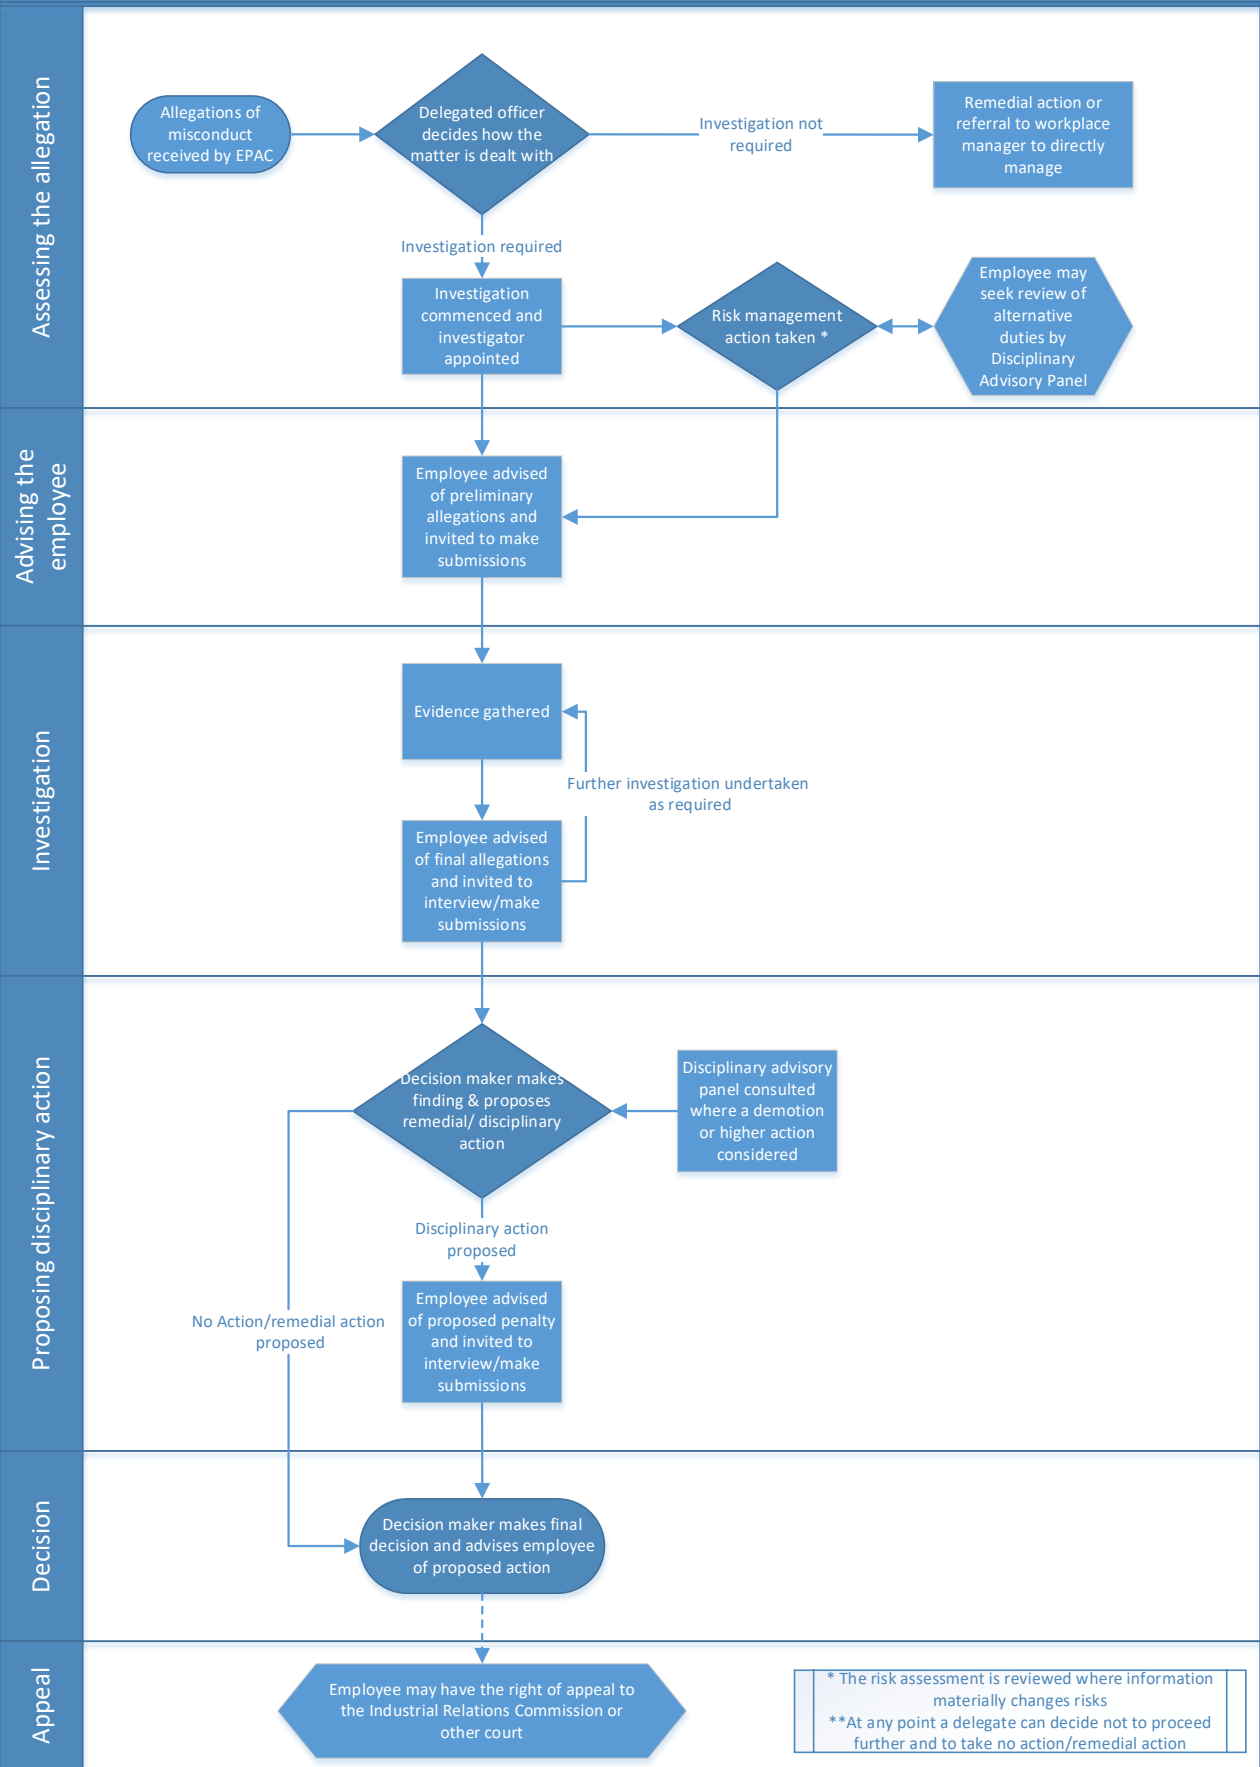 Assessing the allegation
Allegations of
misconduct
received by EPAC
Delegated officer
decides how the
matter is dealt with
Investigation not
required
Remedial action or
referral to workplace
manager to directly
manage
Investigation required
Investigation
commenced and
investigator
appointed
Risk management
action taken *
Employee may
seek review of
alternative
duties by
Disciplinary
Advisory Panel
Advising the
employee
Employee advised
of preliminary
allegations and
invited to make
submissions
Investigation
Evidence gathered
Further investigation undertaken
as required
Employee advised
of final allegations
and invited to
interview/make
submissions
Proposing disciplinary action
Decision maker makes
finding & proposes
remedial/ disciplinary
action
Disciplinary advisory
panel consulted
where a demotion
or higher action
considered
Disciplinary action
proposed
No Action/remedial action
proposed
Employee advised
of proposed penalty
and invited to
interview/make
submissions
Decision
Decision maker makes final
decision and advises employee
of proposed action
Appeal
Employee may have the right of appeal to
the Industrial Relations Commission or
other court
* The risk assessment is reviewed where information
materially changes risks
**At any point a delegate can decide not to proceed
further and to take no action/remedial action